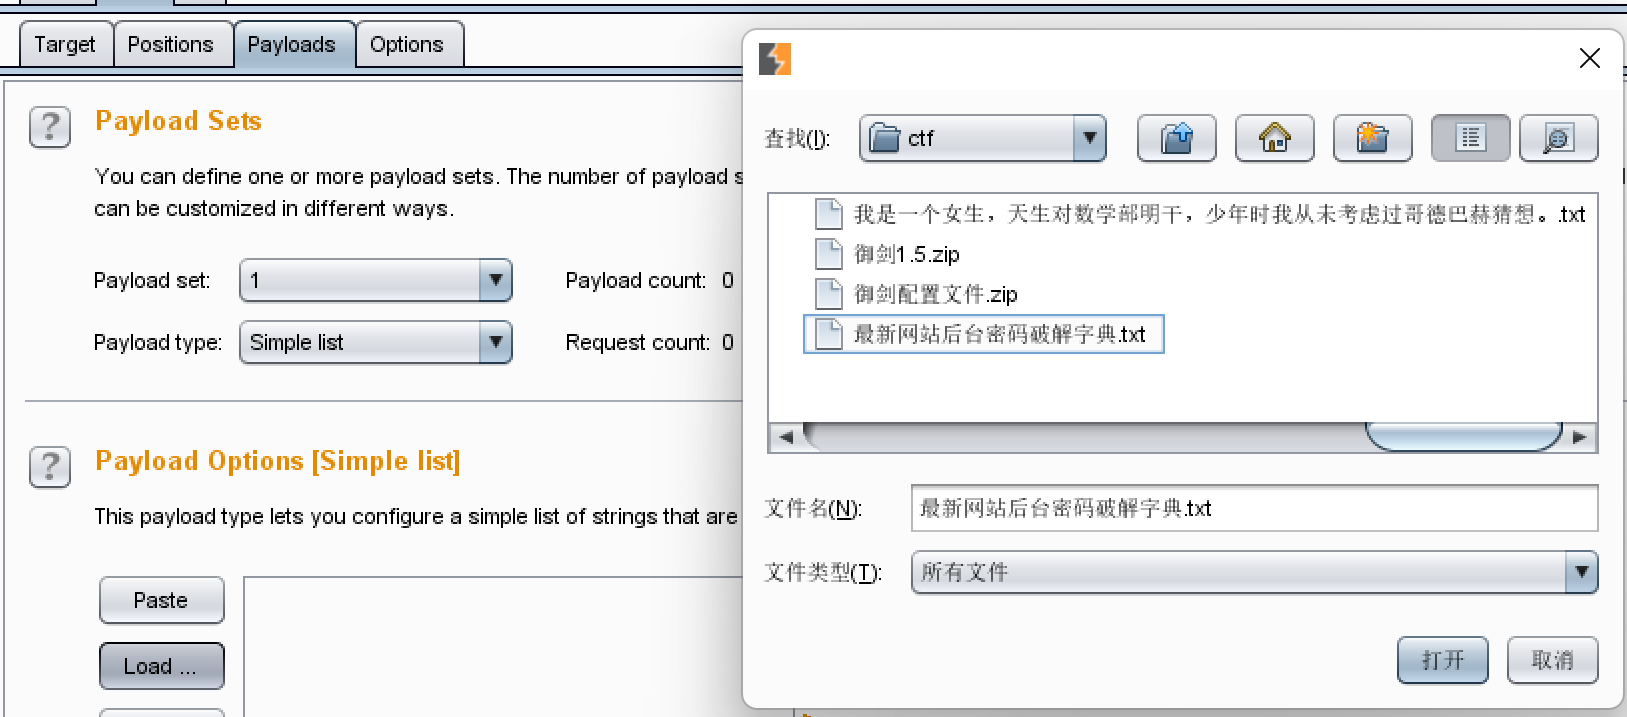 Target Positions Payloads Options
Payload Sets
You can define one or more payload sets. The number of payload s
can be customized in different ways.
Payload set: 1 Payload count: 0
Payload type: Simple list Request count: 0
Payload Options [Simple list]
This payload type lets you configure a simple list of strings that are
Paste
Load ...
查找(I): ctf
我是一个女生，天生对数学部明干，少年时我从未考虑过哥德巴赫猜想。.txt
御剑1.5.zip
御剑配置文件.zip
最新网站后台密码破解字典.txt
文件名(N): 最新网站后台密码破解字典.txt
文件类型(T): 所有文件
打开 取消